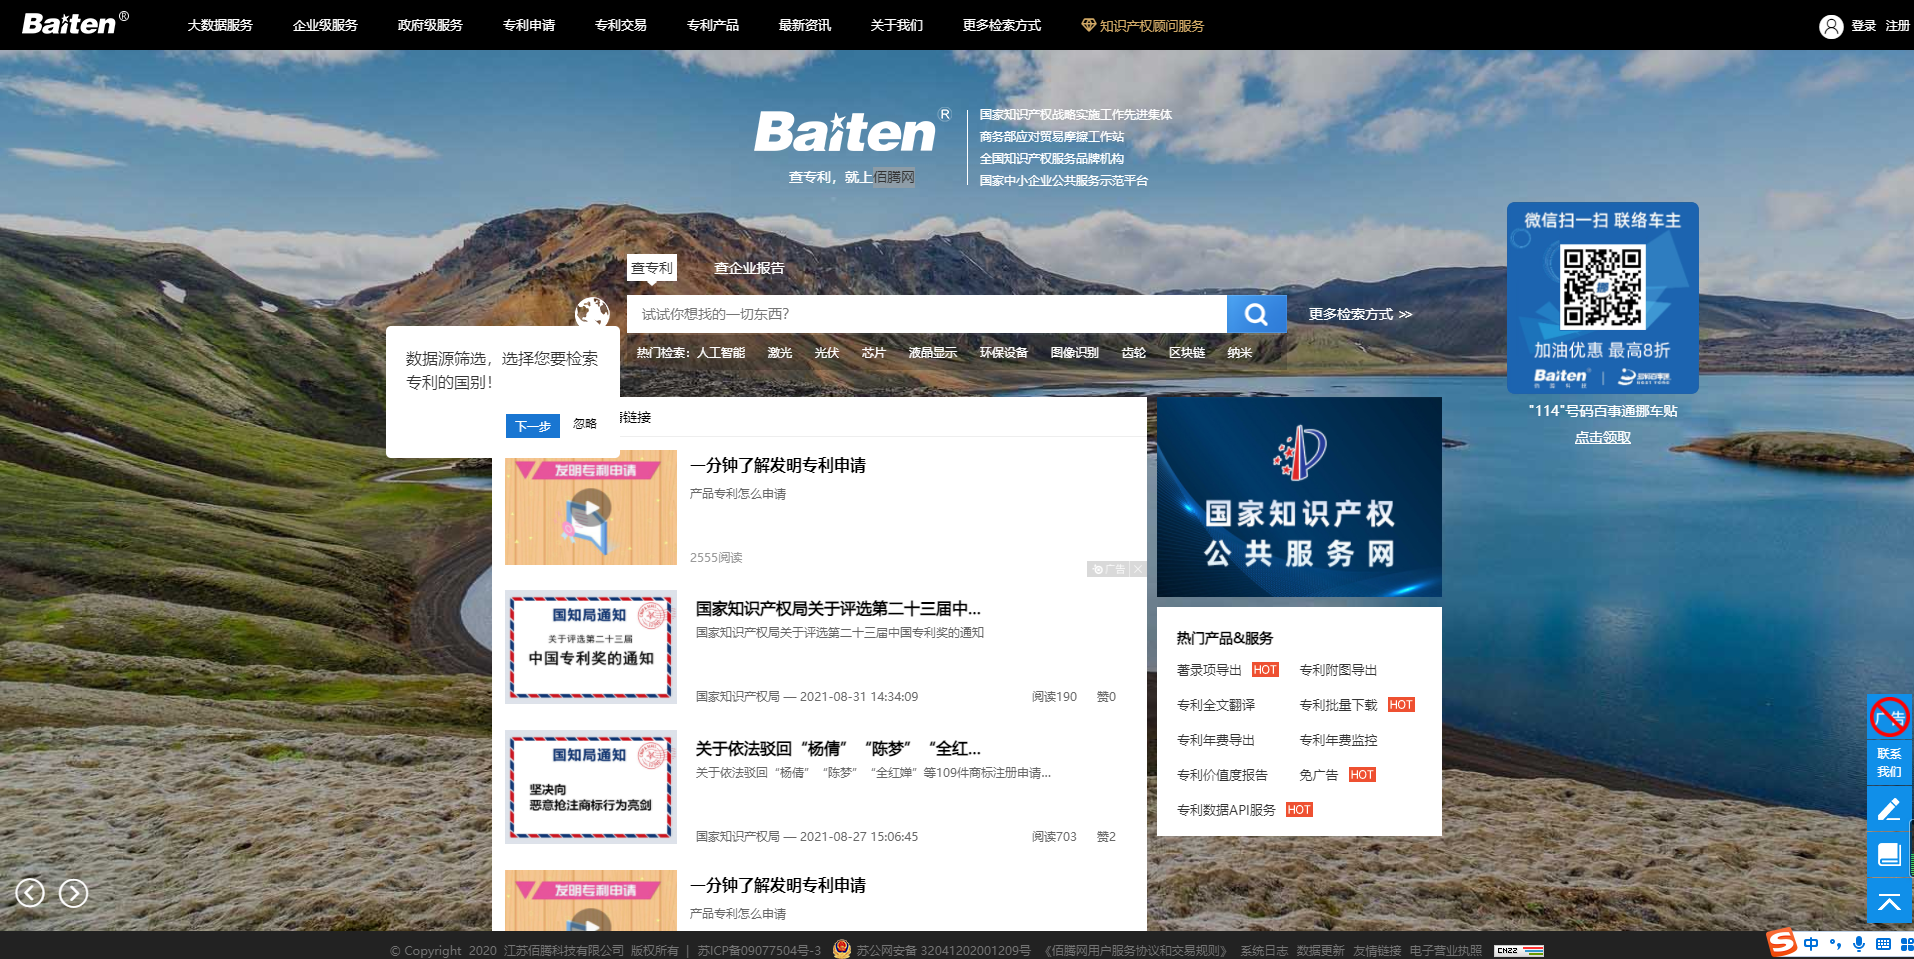 Baiten®
大数据服务 企业级服务 政府级服务 专利申请 专利交易 专利产品 最新资讯 关于我们 更多检索方式 知识产权顾问服务
登录 注册
Baiten®
查专利，就上佰腾网
国家知识产权战略实施工作先进集体
商务部应对贸易摩擦工作站
全国知识产权服务品牌机构
国家中小企业公共服务示范平台
微信扫一扫 联络车主
加油优惠 最高8折
Baiten
"114"号码百事通挪车贴
点击领取
查专利 查企业报告
试试你想找的一切东西？
更多检索方式 >>
热门检索：人工智能 激光 光伏 芯片 液晶显示 环保设备 图像识别 齿轮 区块链 纳米
数据源筛选，选择您要检索
专利的国别！
下一步 忽略
链接
发明专利申请
一分钟了解发明专利申请
产品专利怎么申请
2555阅读
广告
国知局通知
关于评选第二十三届
中国专利奖的通知
国家知识产权局关于评选第二十三届中...
国家知识产权局关于评选第二十三届中国专利奖的通知
国家知识产权局 — 2021-08-31 14:34:09 阅读190 赞0
国知局通知
坚决向
恶意抢注商标行为亮剑
关于依法驳回“杨倩”“陈梦”“全红...
关于依法驳回“杨倩”“陈梦”“全红婵”等109件商标注册申请...
国家知识产权局 — 2021-08-27 15:06:45 阅读703 赞2
发明专利申请
一分钟了解发明专利申请
产品专利怎么申请
国家知识产权
公共服务网
热门产品&服务
著录项导出 HOT 专利附图导出
专利全文翻译 专利批量下载 HOT
专利年费导出 专利年费监控
专利价值度报告 免广告 HOT
专利数据API服务 HOT
广告
联系
我们
© Copyright 2020 江苏佰腾科技有限公司 版权所有 | 苏ICP备09077504号-3 苏公网安备 32041202001209号 《佰腾网用户服务协议和交易规则》 系统日志 数据更新 友情链接 电子营业执照 CNZZ
中